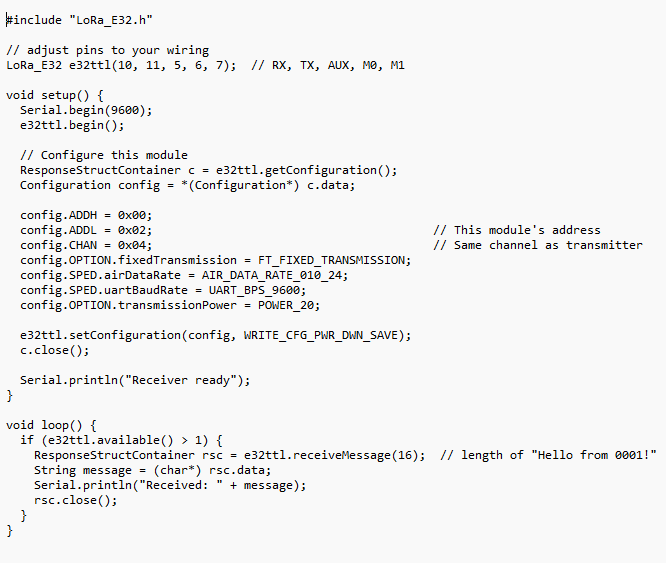 #include "LoRa_E32.h"

// adjust pins to your wiring
LoRa_E32 e32ttl(10, 11, 5, 6, 7);  // RX, TX, AUX, M0, M1

void setup() {
  Serial.begin(9600);
  e32ttl.begin();

  // Configure this module
  ResponseStructContainer c = e32ttl.getConfiguration();
  Configuration config = *(Configuration*) c.data;

  config.ADDH = 0x00;
  config.ADDL = 0x02;                                        // This module's address
  config.CHAN = 0x04;                                        // Same channel as transmitter
  config.OPTION.fixedTransmission = FT_FIXED_TRANSMISSION;
  config.SPED.airDataRate = AIR_DATA_RATE_010_24;
  config.SPED.uartBaudRate = UART_BPS_9600;
  config.OPTION.transmissionPower = POWER_20;

  e32ttl.setConfiguration(config, WRITE_CFG_PWR_DWN_SAVE);
  c.close();

  Serial.println("Receiver ready");
}

void loop() {
  if (e32ttl.available() > 1) {
    ResponseStructContainer rsc = e32ttl.receiveMessage(16);  // length of "Hello from 0001!"
    String message = (char*) rsc.data;
    Serial.println("Received: " + message);
    rsc.close();
  }
}